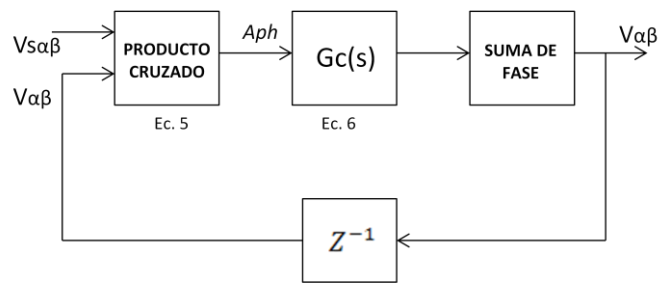 Vsαβ
Vαβ
PRODUCTO
CRUZADO
Ec. 5
Aph
Gc(s)
Ec. 6
SUMA DE
FASE
Vαβ
Z⁻¹